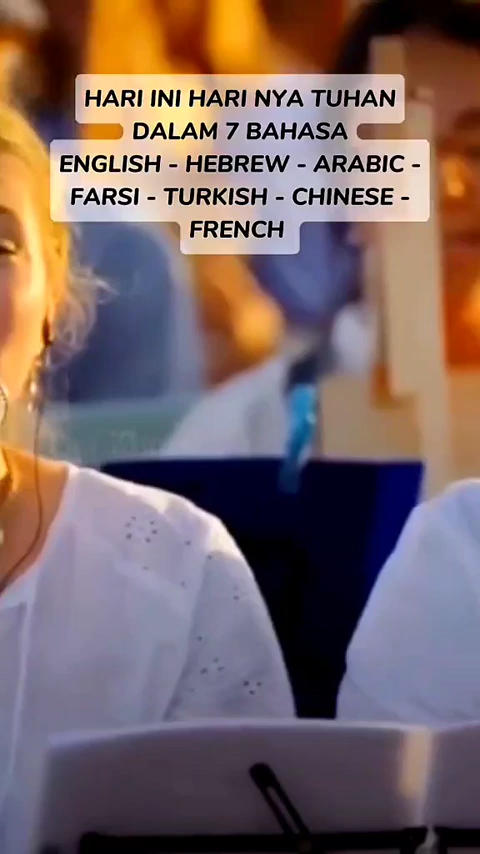 HARI INI HARI NYA TUHAN
DALAM 7 BAHASA
ENGLISH - HEBREW - ARABIC -
FARSI - TURKISH - CHINESE -
FRENCH